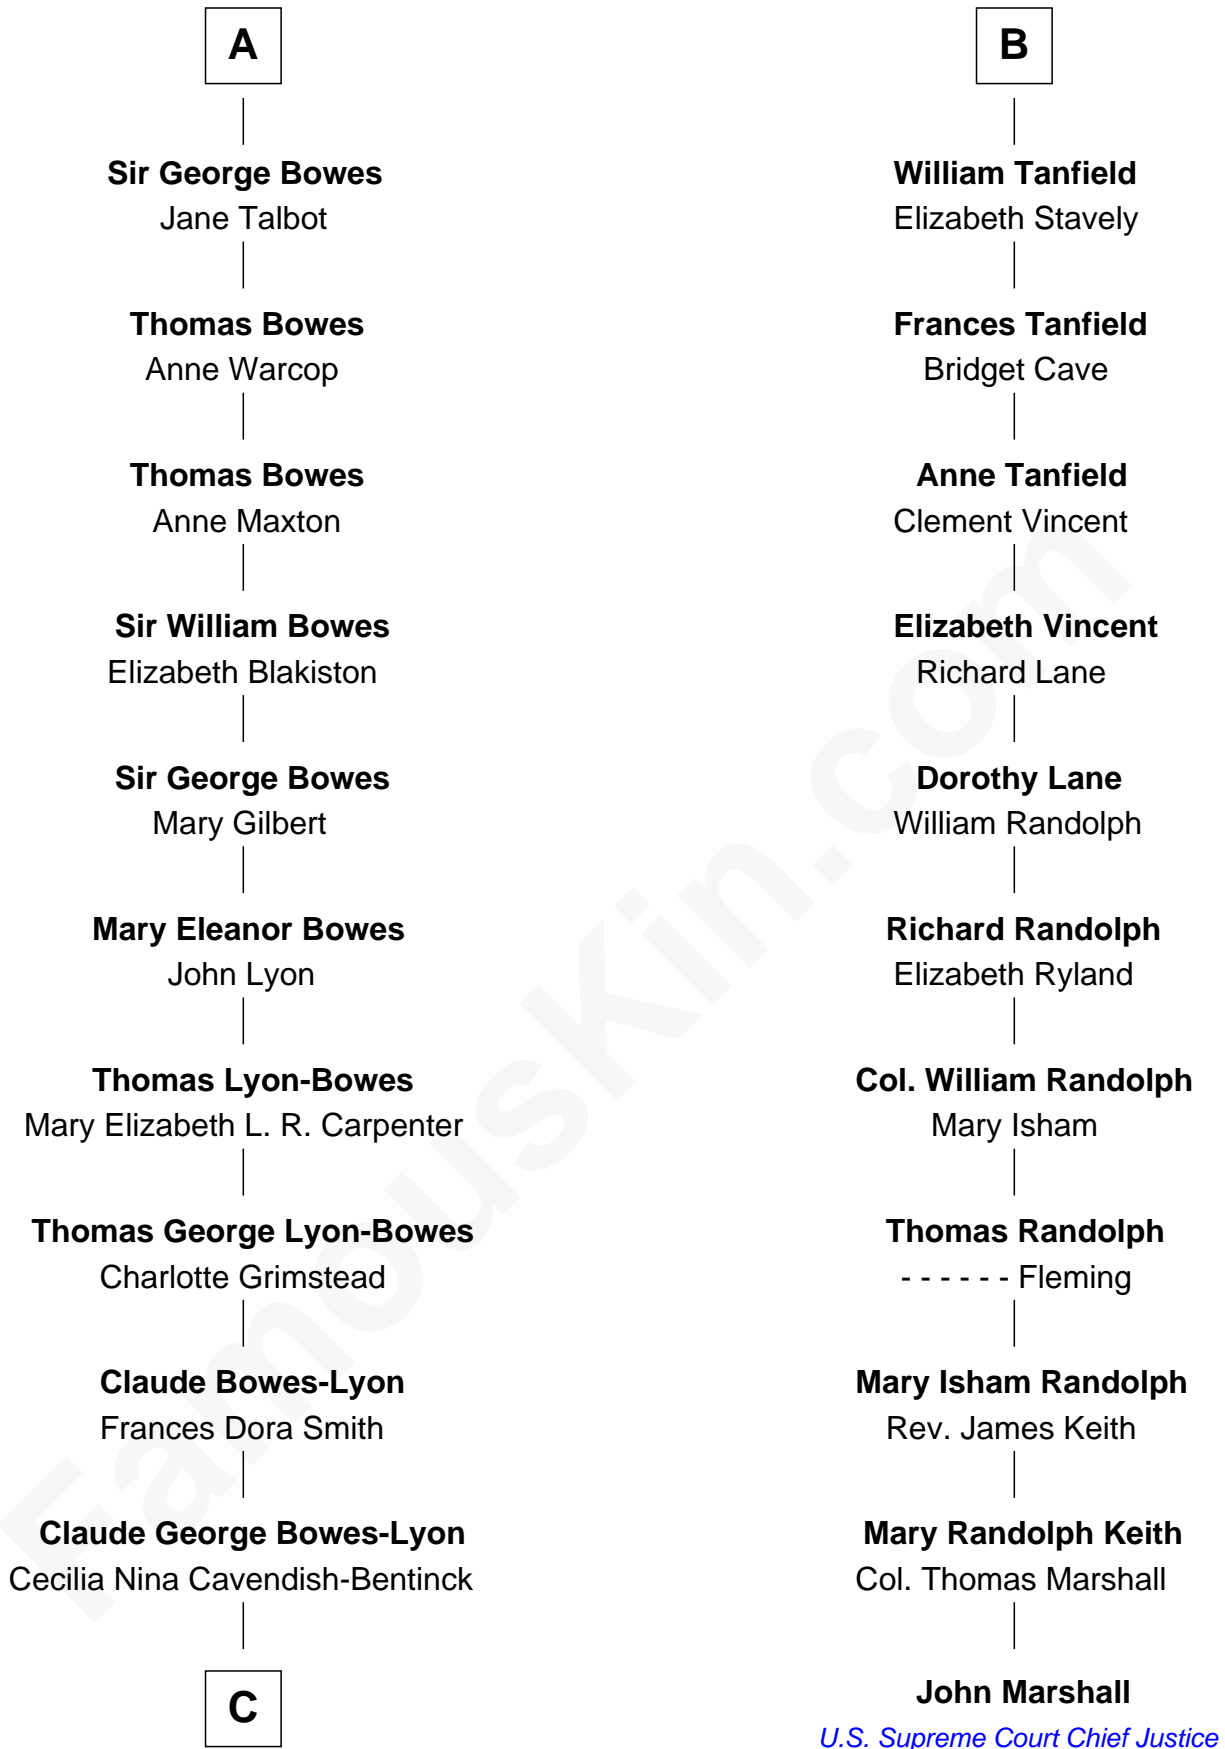 A
Sir George Bowes
Jane Talbot
Thomas Bowes
Anne Warcop
Thomas Bowes
Anne Maxton
Sir William Bowes
Elizabeth Blakiston
Sir George Bowes
Mary Gilbert
Mary Eleanor Bowes
John Lyon
Thomas Lyon-Bowes
Mary Elizabeth L. R. Carpenter
Thomas George Lyon-Bowes
Charlotte Grimstead
Claude Bowes-Lyon
Frances Dora Smith
Claude George Bowes-Lyon
Cecilia Nina Cavendish-Bentinck
C
B
William Tanfield
Elizabeth Stavely
Frances Tanfield
Bridget Cave
Anne Tanfield
Clement Vincent
Elizabeth Vincent
Richard Lane
Dorothy Lane
William Randolph
Richard Randolph
Elizabeth Ryland
Col. William Randolph
Mary Isham
Thomas Randolph
- - - - - - Fleming
Mary Isham Randolph
Rev. James Keith
Mary Randolph Keith
Col. Thomas Marshall
John Marshall
U.S. Supreme Court Chief Justice
FamousKin.com